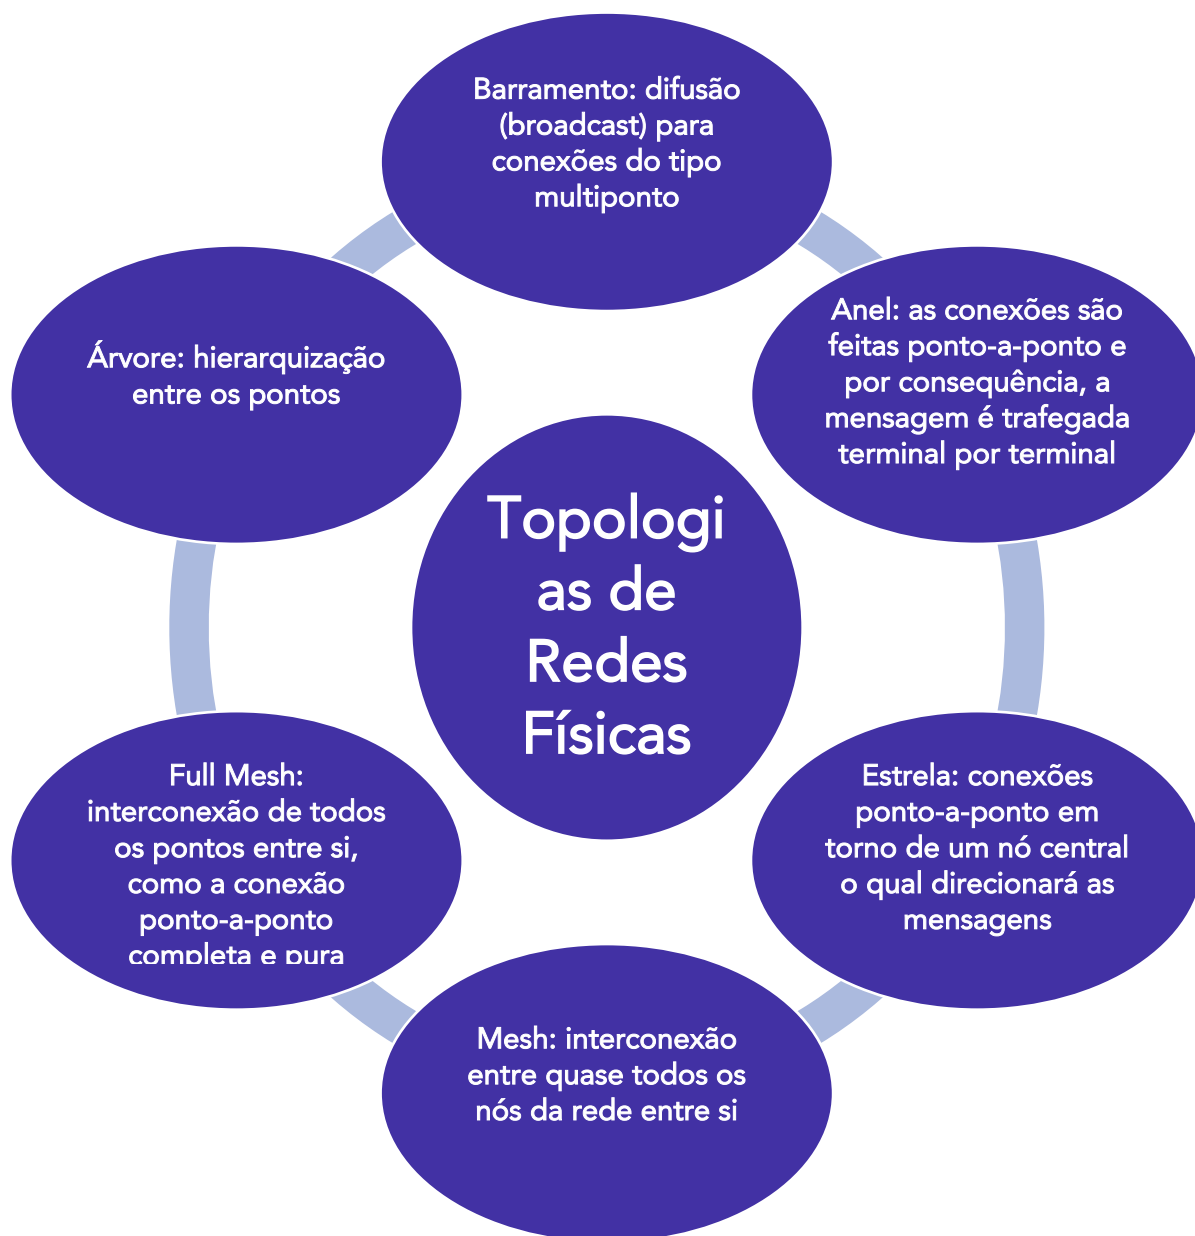 Barramento: difusão
(broadcast) para
conexões do tipo
multiponto
Anel: as conexões são
feitas ponto-a-ponto e
por consequência, a
mensagem é trafegada
terminal por terminal
Árvore: hierarquização
entre os pontos
Topologi
as de
Redes
Físicas
Full Mesh:
interconexão de todos
os pontos entre si,
como a conexão
ponto-a-ponto
completa e pura
Estrela: conexões
ponto-a-ponto em
torno de um nó central
o qual direcionará as
mensagens
Mesh: interconexão
entre quase todos os
nós da rede entre si